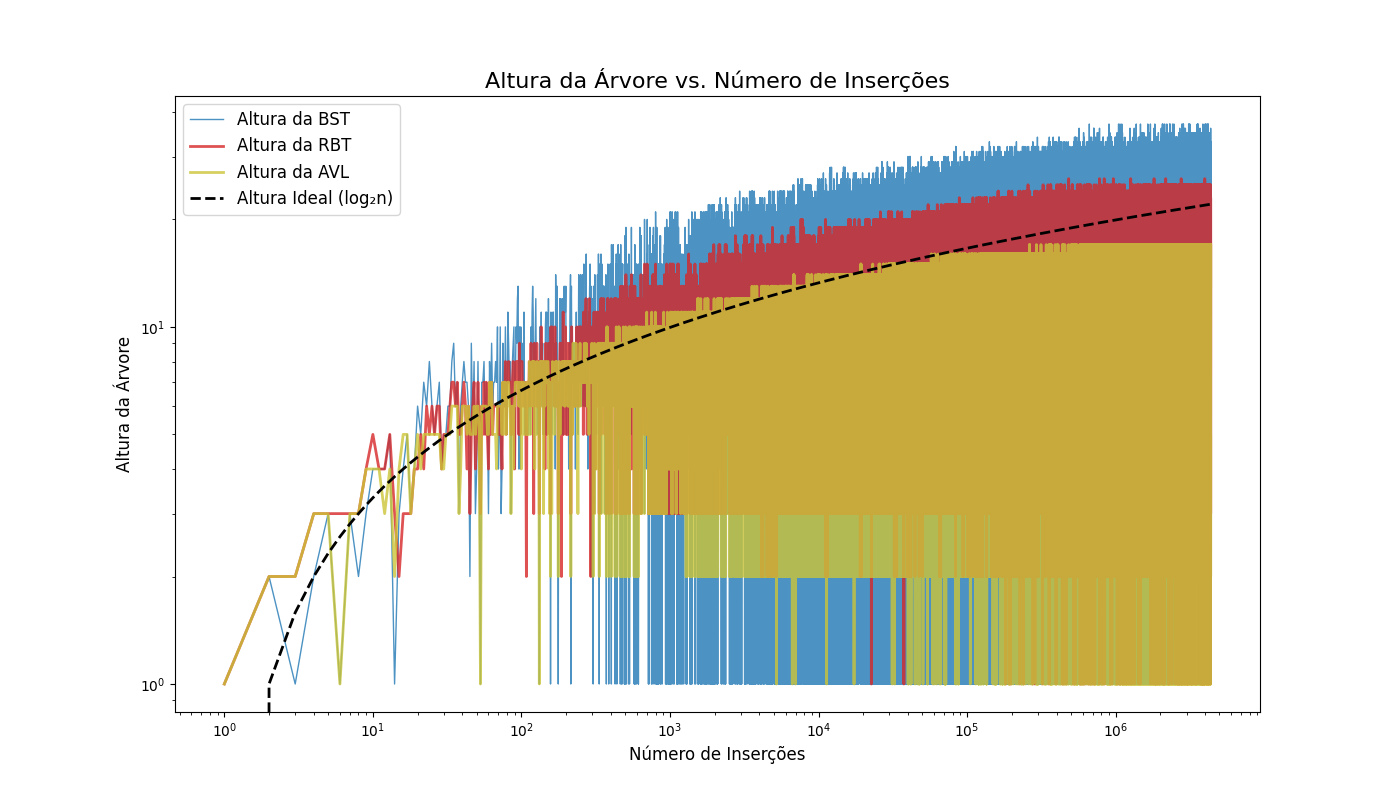 Altura da Árvore vs. Número de Inserções
Altura da BST
Altura da RBT
Altura da AVL
Altura Ideal (log₂n)
Altura da Árvore
10¹
10⁰
10⁰ 10¹ 10² 10³ 10⁴ 10⁵ 10⁶
Número de Inserções